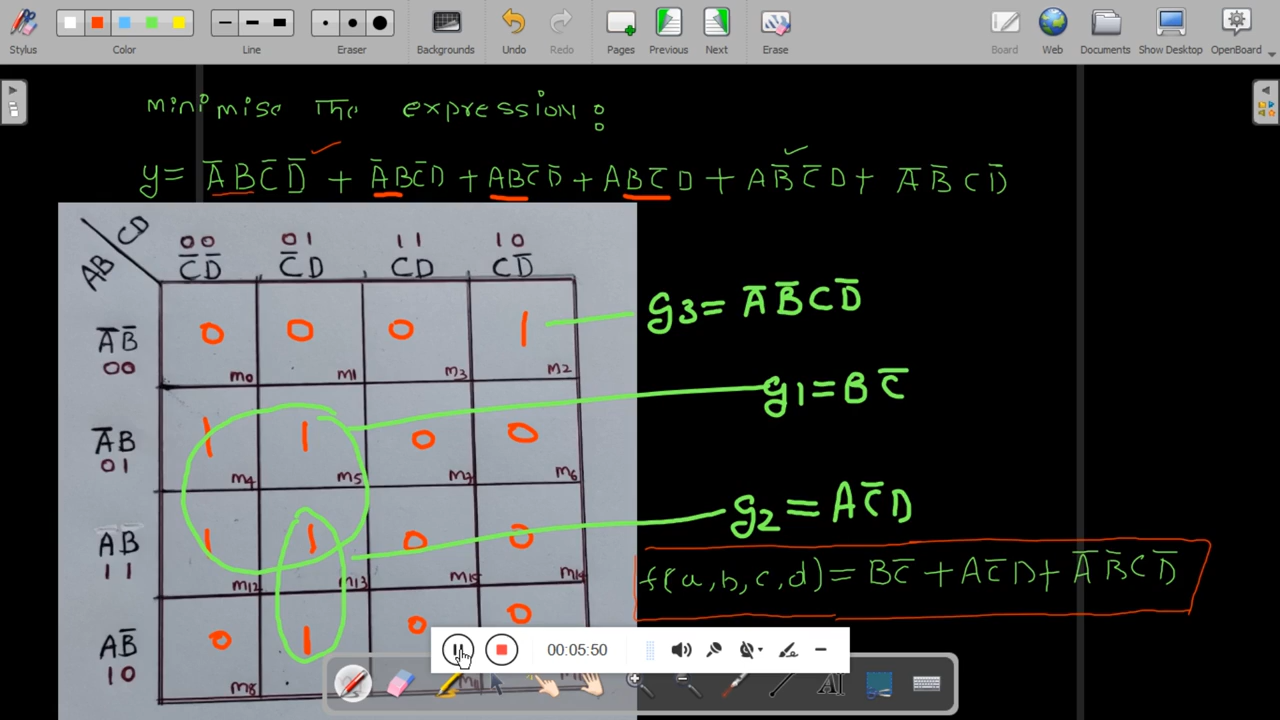 Stylus Color Line Eraser Backgrounds Undo Redo Pages Previous Next Erase Board Web Documents Show Desktop OpenBoard
minimise The expression:
y= A̅BC̅D̅ + A̅BC̅D + ABC̅D̅ + ABC̅D + AB̅C̅D + A̅B̅CD̅
CD
AB
00 01 11 10
C̅D̅ C̅D CD CD̅
A̅B̅ 0 0 0 1
00 m0 m1 m3 m2
g3= A̅B̅CD̅
g1= BC̅
A̅B 1 1 0 0
01 m4 m5 m7 m6
g2= AC̅D
AB 1 1 0 0
11 m12 m13 m15 m14
f(a,b,c,d)= BC̅ + AC̅D + A̅B̅CD̅
AB̅ 0 1 0 0
10 m8
00:05:50